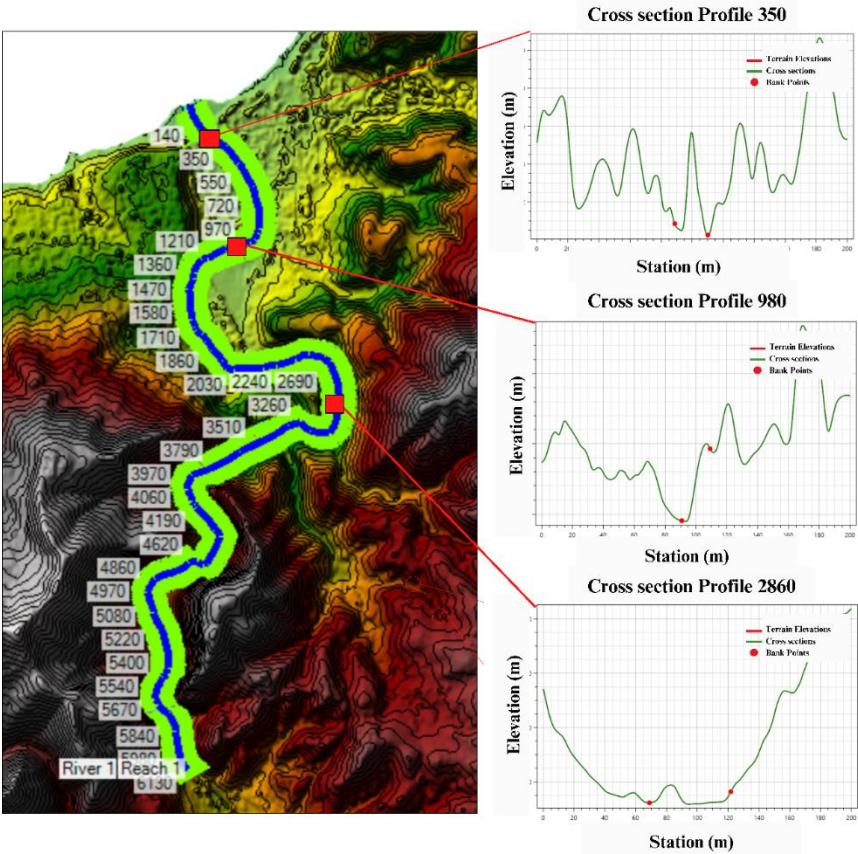 140
350
550
720
970
1210
1360
1470
1580
1710
1860
2030 2240 2690
3260
3510
3790
3970
4060
4190
4620
4860
4970
5080
5220
5400
5540
5670
5840
River 1 Reach 1
6130
Cross section Profile 350
Terrain Elevations
Cross sections
Bank Points
Elevation (m)
0 180 200
Station (m)
Cross section Profile 980
Terrain Elevations
Cross sections
Bank Points
Elevation (m)
0 20 40 60 80 100 120 140 160 180 200
Station (m)
Cross section Profile 2860
Terrain Elevations
Cross sections
Bank Points
Elevation (m)
0 20 40 60 80 100 120 140 160 180 200
Station (m)